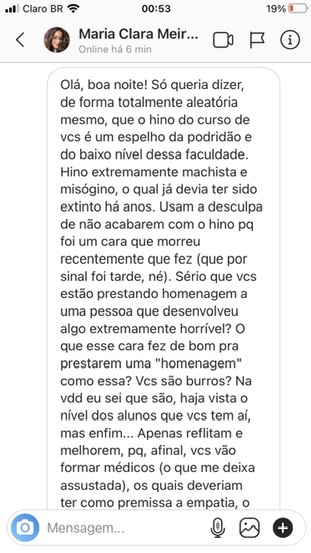 Claro BR
00:53
19%
Maria Clara Meir...
Online há 6 min
Olá, boa noite! Só queria dizer,
de forma totalmente aleatória
mesmo, que o hino do curso de
vcs é um espelho da podridão e
do baixo nível dessa faculdade.
Hino extremamente machista e
misógino, o qual já devia ter sido
extinto há anos. Usam a desculpa
de não acabarem com o hino pq
foi um cara que morreu
recentemente que fez (que por
sinal foi tarde, né). Sério que vcs
estão prestando homenagem a
uma pessoa que desenvolveu
algo extremamente horrível? O
que esse cara fez de bom pra
prestarem uma "homenagem"
como essa? Vcs são burros? Na
vdd eu sei que são, haja vista o
nível dos alunos que vcs tem aí,
mas enfim... Apenas reflitam e
melhorem, pq, afinal, vcs vão
formar médicos (o que me deixa
assustada), os quais deveriam
ter como premissa a empatia, o
Mensagem...